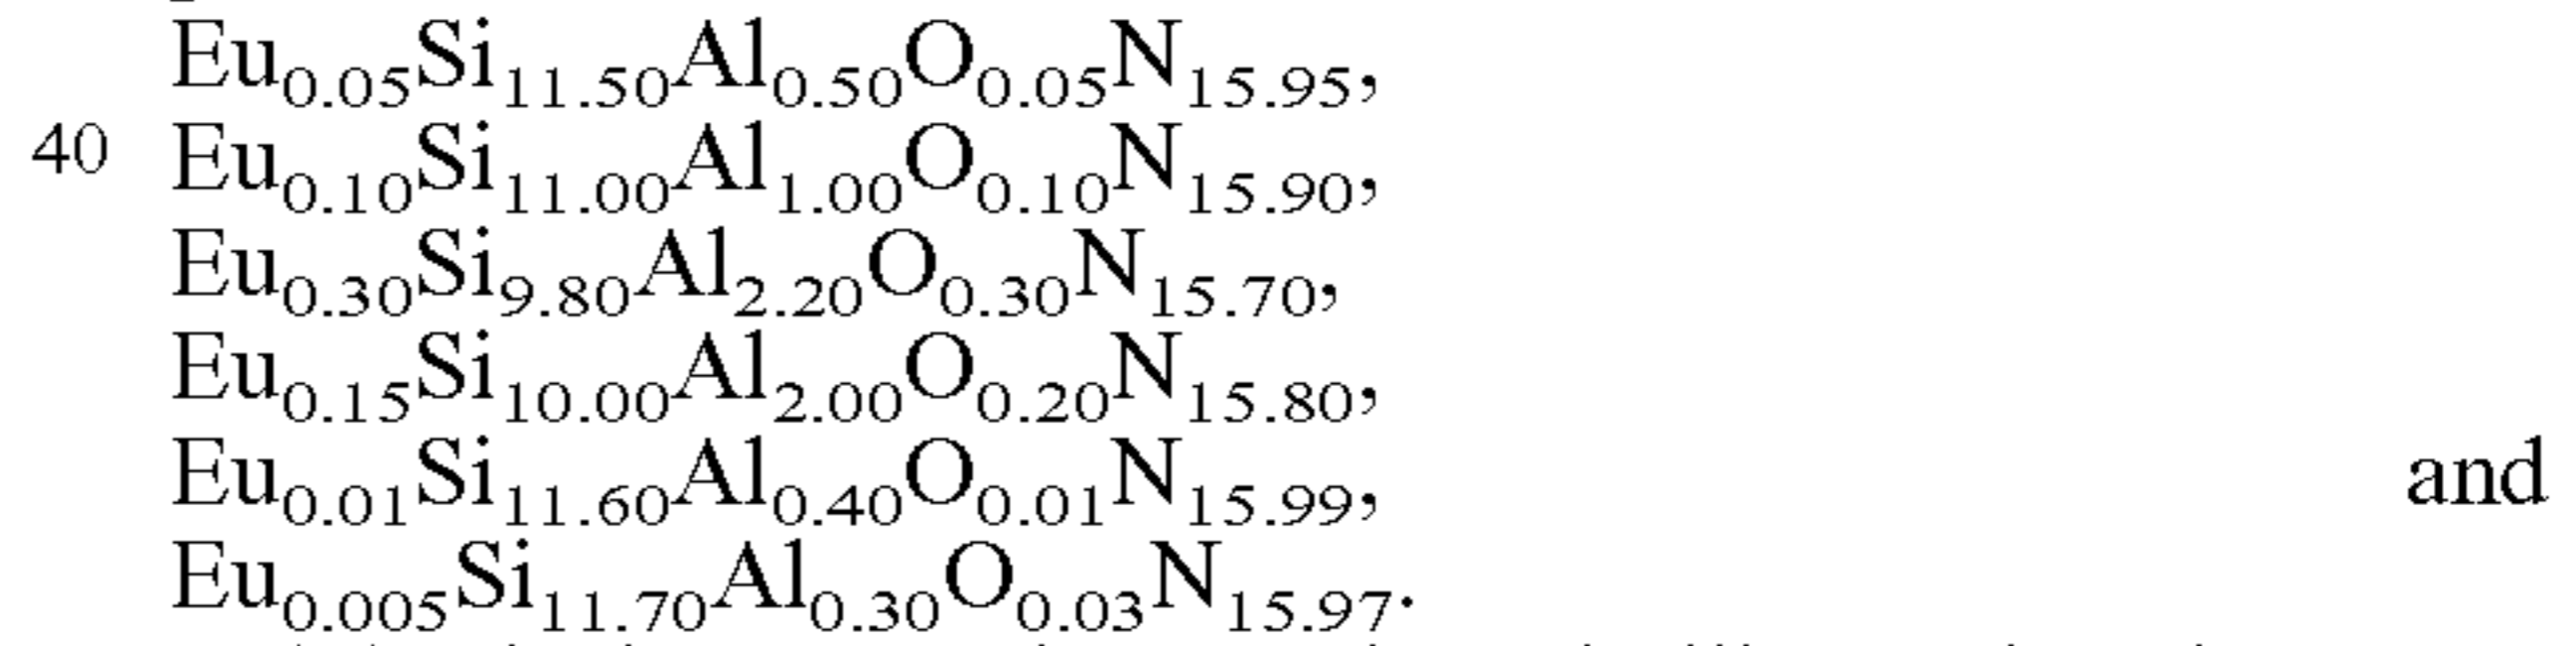 Eu0.05Si11.50Al0.50O0.05N15.95,
40 Eu0.10Si11.00Al1.00O0.10N15.90,
Eu0.30Si9.80Al2.20O0.30N15.70,
Eu0.15Si10.00Al2.00O0.20N15.80,
Eu0.01Si11.60Al0.40O0.01N15.99, and
Eu0.005Si11.70Al0.30O0.03N15.97.